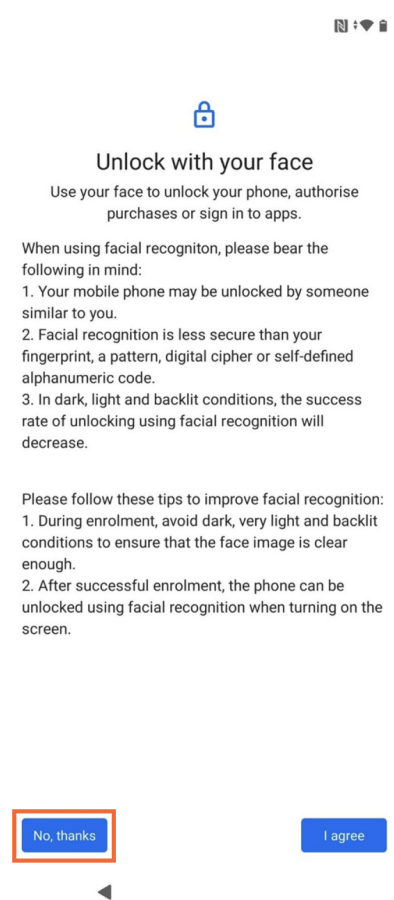 Unlock with your face
Use your face to unlock your phone, authorise
purchases or sign in to apps.
When using facial recogniton, please bear the
following in mind:
1. Your mobile phone may be unlocked by someone
similar to you.
2. Facial recognition is less secure than your
fingerprint, a pattern, digital cipher or self-defined
alphanumeric code.
3. In dark, light and backlit conditions, the success
rate of unlocking using facial recognition will
decrease.
Please follow these tips to improve facial recognition:
1. During enrolment, avoid dark, very light and backlit
conditions to ensure that the face image is clear
enough.
2. After successful enrolment, the phone can be
unlocked using facial recognition when turning on the
screen.
No, thanks
I agree